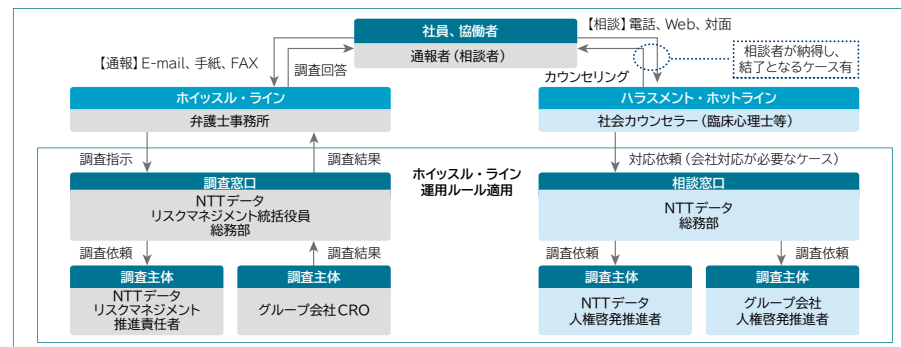 社員、協働者
通報者（相談者）
【相談】電話、Web、対面
【通報】E-mail、手紙、FAX
調査回答
カウンセリング
相談者が納得し、
結了となるケース有
ホイッスル・ライン
弁護士事務所
ハラスメント・ホットライン
社会カウンセラー（臨床心理士等）
調査指示
調査結果
対応依頼（会社対応が必要なケース）
ホイッスル・ライン
運用ルール適用
調査窓口
NTTデータ
リスクマネジメント統括役員
総務部
相談窓口
NTTデータ
総務部
調査依頼
調査結果
調査依頼
調査依頼
調査主体
NTTデータ
リスクマネジメント
推進責任者
調査主体
グループ会社CRO
調査主体
NTTデータ
人権啓発推進者
調査主体
グループ会社
人権啓発推進者